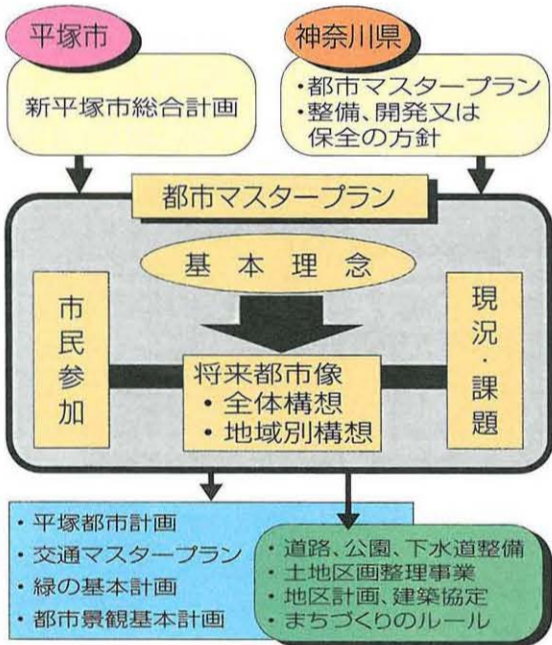 平塚市
新平塚市総合計画
神奈川県
・都市マスタープラン
・整備、開発又は
保全の方針
都市マスタープラン
基本理念
市民参加
現況・課題
将来都市像
・全体構想
・地域別構想
・平塚都市計画
・交通マスタープラン
・緑の基本計画
・都市景観基本計画
・道路、公園、下水道整備
・土地区画整理事業
・地区計画、建築協定
・まちづくりのルール